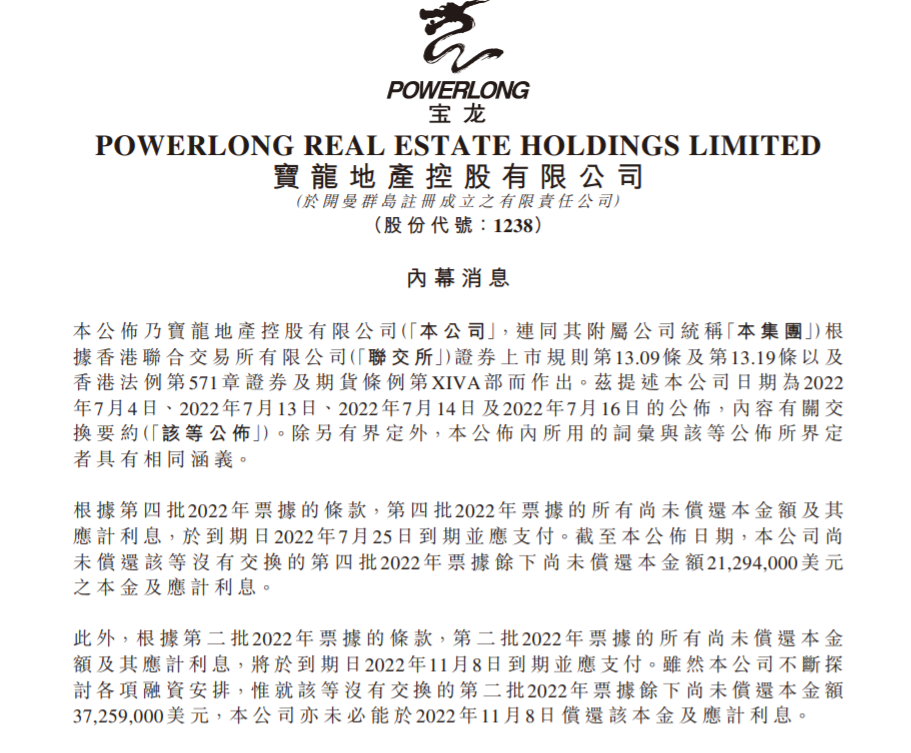 POWERLONG
宝龙
POWERLONG REAL ESTATE HOLDINGS LIMITED
寶龍地產控股有限公司
(於開曼群島註冊成立之有限責任公司)
(股份代號：1238)
內幕消息
本公佈乃寶龍地產控股有限公司(「本公司」，連同其附屬公司統稱「本集團」)根
據香港聯合交易所有限公司(「聯交所」)證券上市規則第13.09條及第13.19條以及
香港法例第571章證券及期貨條例第XIVA部而作出。茲提述本公司日期為2022
年7月4日、2022年7月13日、2022年7月14日及2022年7月16日的公佈，內容有關交
換要約(「該等公佈」)。除另有界定外，本公佈內所用的詞彙與該等公佈所界定
者具有相同涵義。
根據第四批2022年票據的條款，第四批2022年票據的所有尚未償還本金額及其
應計利息，於到期日2022年7月25日到期並應支付。截至本公佈日期，本公司尚
未償還該等沒有交換的第四批2022年票據餘下尚未償還本金額21,294,000美元
之本金及應計利息。
此外，根據第二批2022年票據的條款，第二批2022年票據的所有尚未償還本金
額及其應計利息，將於到期日2022年11月8日到期並應支付。雖然本公司不斷探
討各項融資安排，惟就該等沒有交換的第二批2022年票據餘下尚未償還本金額
37,259,000美元，本公司亦未必能於2022年11月8日償還該本金及應計利息。